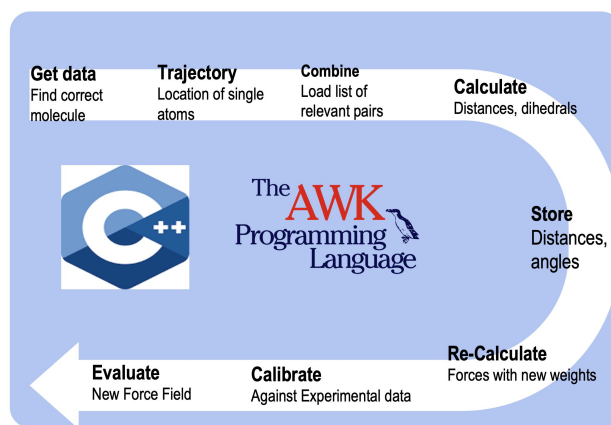 Get data
Find correct
molecule
Trajectory
Location of single
atoms
Combine
Load list of
relevant pairs
Calculate
Distances, dihedrals
C++
The
AWK
Programming
Language
Store
Distances,
angles
Re-Calculate
Forces with new weights
Calibrate
Against Experimental data
Evaluate
New Force Field